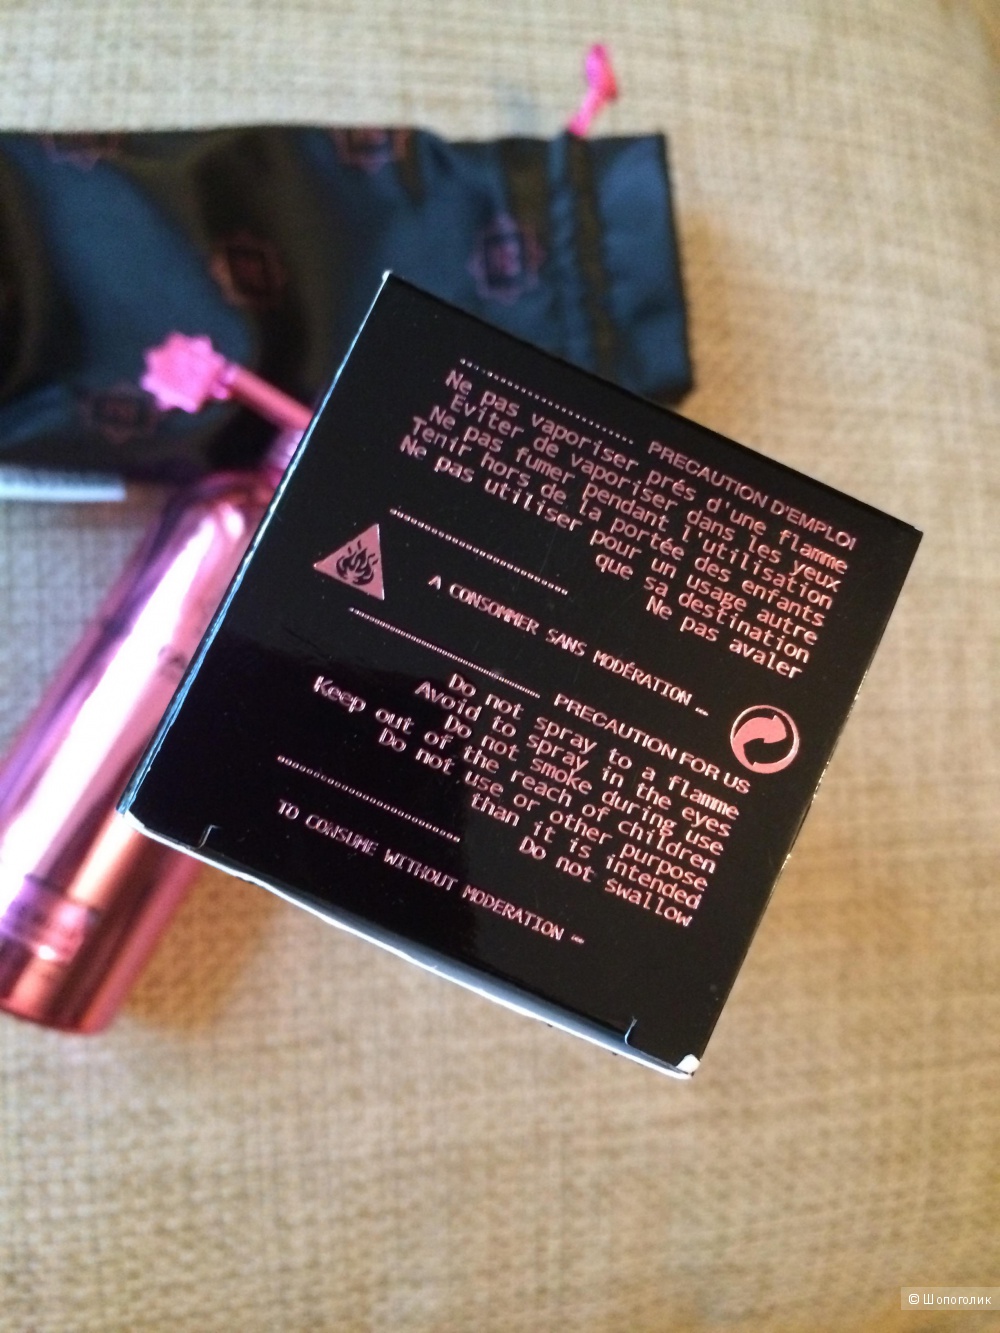 PRECAUTION D'EMPLOI
Ne pas vaporiser prés d'une flamme
Eviter de vaporiser dans les yeux
Ne pas fumer pendant l'utilisation
Tenir hors de la portée des enfants
Ne pas utiliser pour un usage autre
que sa destination
Ne pas avaler
A CONSOMMER SANS MODÉRATION ...
PRECAUTION FOR US
Do not spray to a flamme
Avoid to spray in the eyes
Do not smoke during use
Keep out of the reach of children
Do not use or other purpose
than it is intended
Do not swallow
TO CONSUME WITHOUT MODERATION ...
© Шопоголик